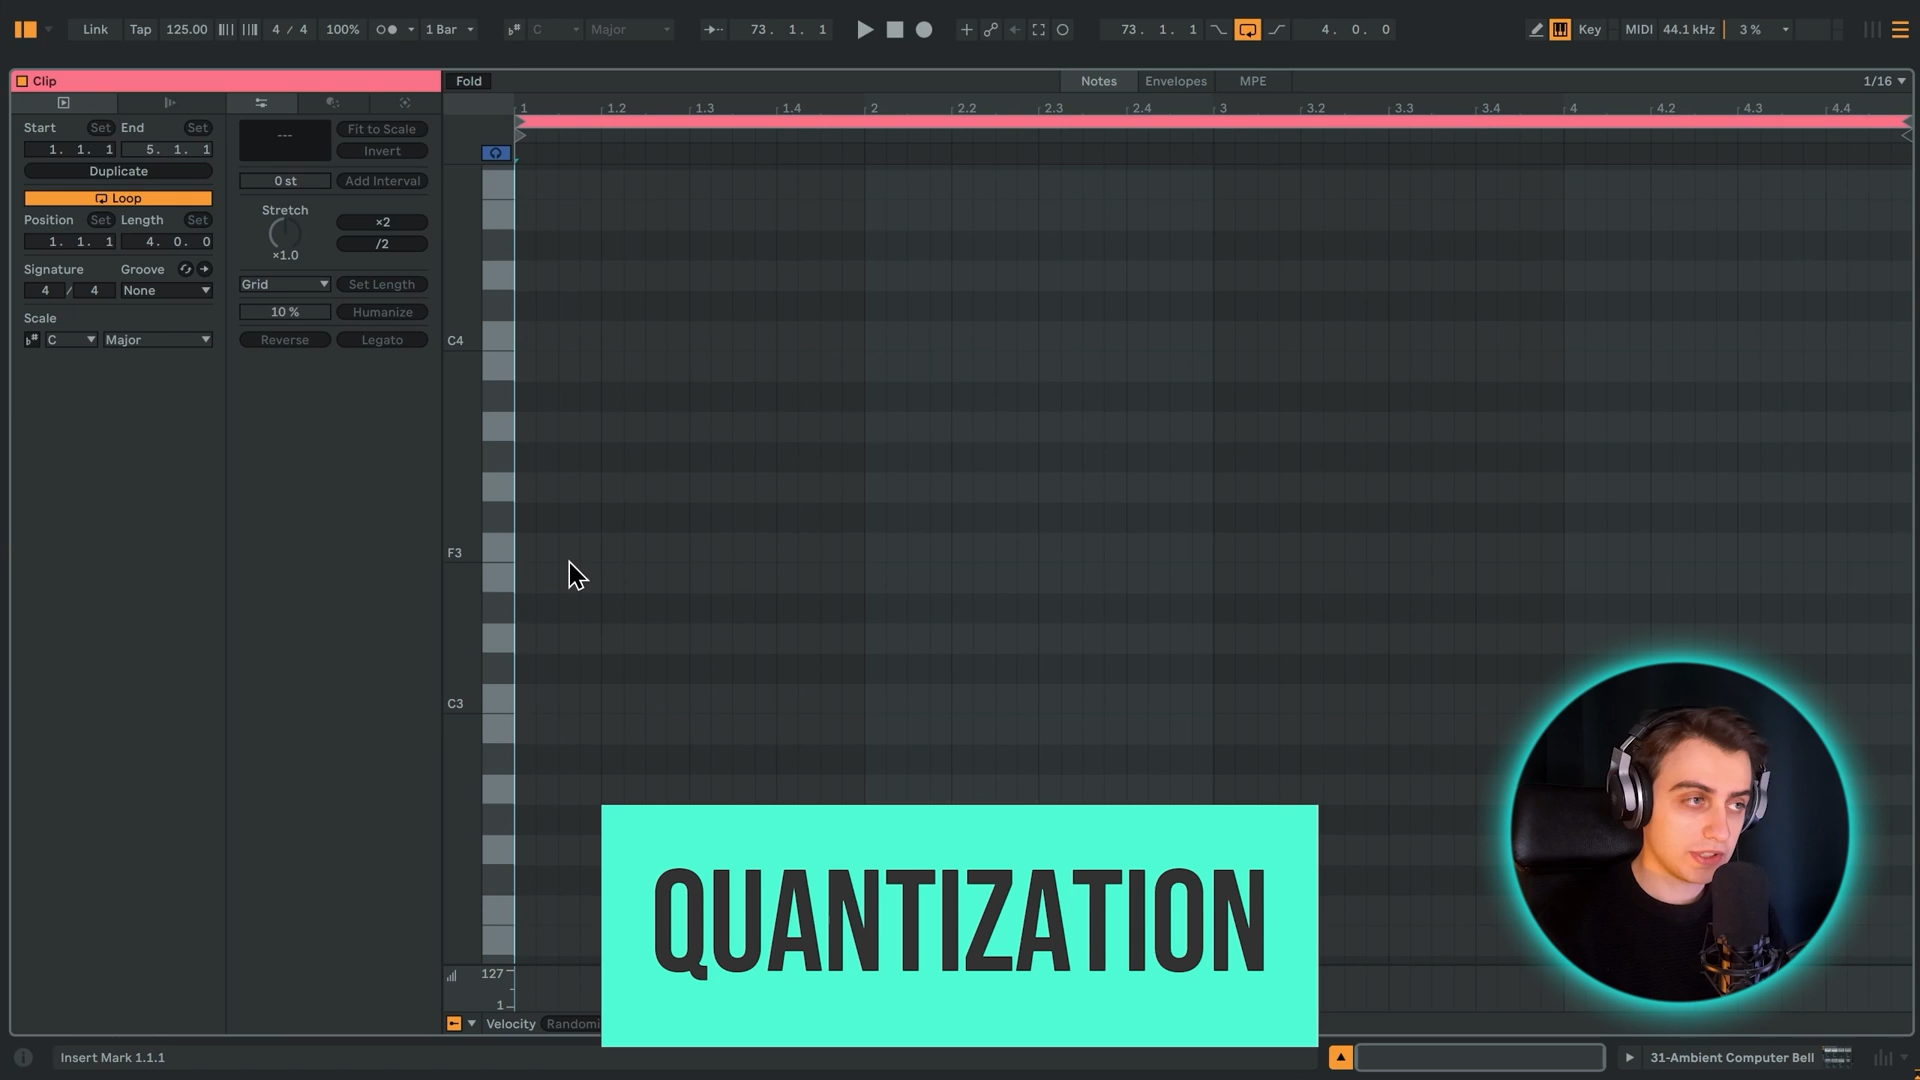 Link Tap 125.00 4 / 4 100% 1 Bar C Major 73. 1. 1 73. 1. 1 4. 0. 0 Key MIDI 44.1 kHz 3 %
Clip Fold Notes Envelopes MPE 1/16
1 1.2 1.3 1.4 2 2.2 2.3 2.4 3 3.2 3.3 3.4 4 4.2 4.3 4.4
Start Set End Set
1. 1. 1 5. 1. 1
Duplicate
Loop
Position Set Length Set
1. 1. 1 4. 0. 0
Signature Groove
4 / 4 None
Scale
C Major
--- Fit to Scale
Invert
0 st Add Interval
Stretch
×2
/2
×1.0
Grid Set Length
10 % Humanize
Reverse Legato
C4
F3
C3
127
1
Velocity Randomi
QUANTIZATION
Insert Mark 1.1.1
31-Ambient Computer Bell